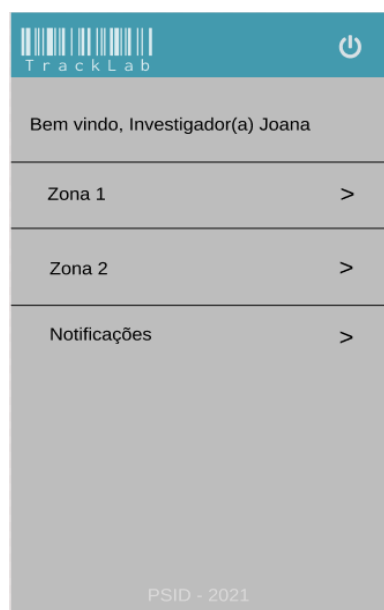 TrackLab
Bem vindo, Investigador(a) Joana
Zona 1 >
Zona 2 >
Notificações >
PSID - 2021